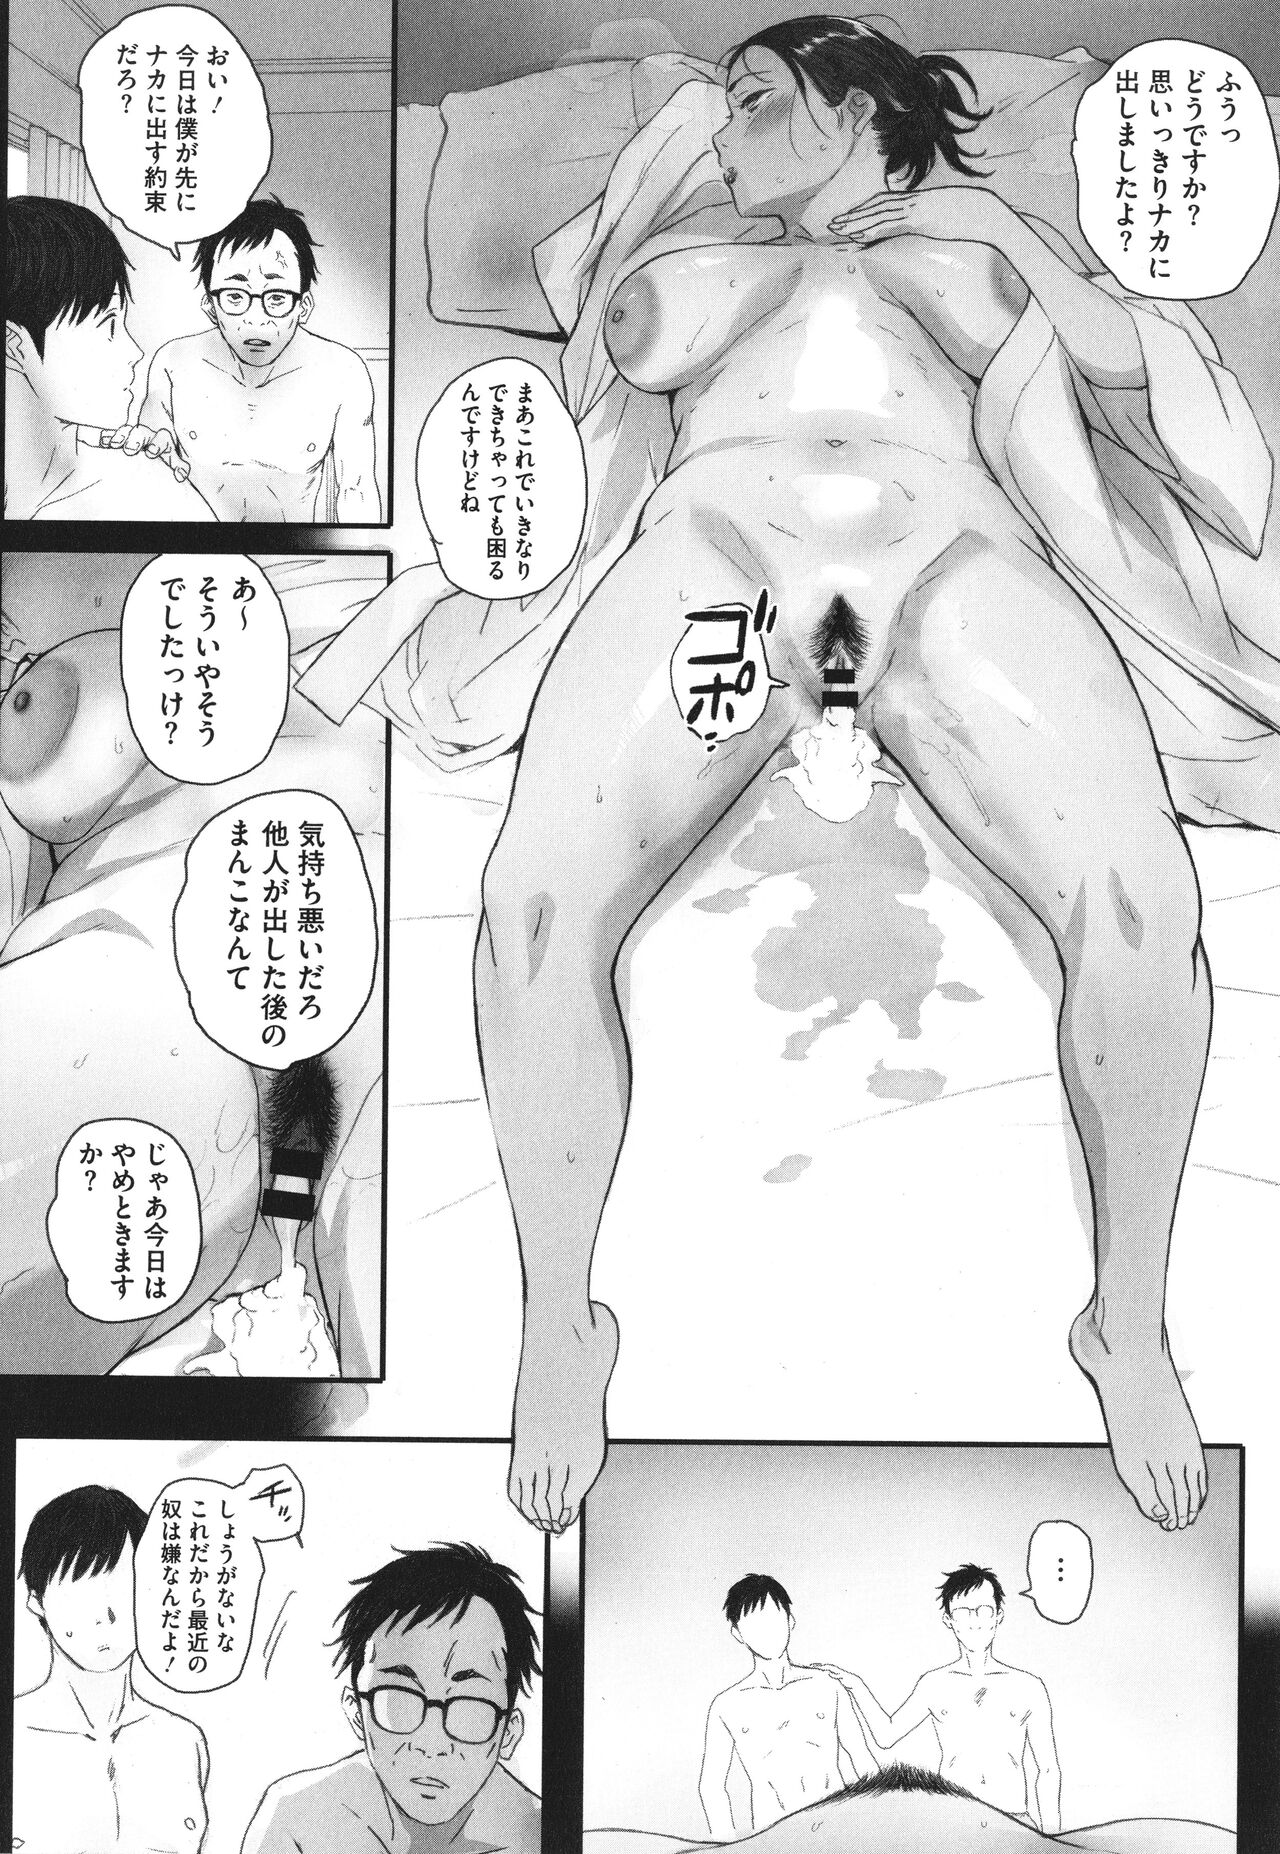 ふうっ
どうですか?
思いっきりナカに
出しましたよ?
まあこれでいきなり
できちゃっても困る
んですけどね
ゴポ…
おい!
今日は僕が先に
ナカに出す約束
だろ?
あ〜
そういやそう
でしたっけ?
気持ち悪いだろ
他人が出した後の
まんこなんて
じゃあ今日は
やめときます
か?
…
チッ
しょうがないな
これだから最近の
奴は嫌なんだよ!